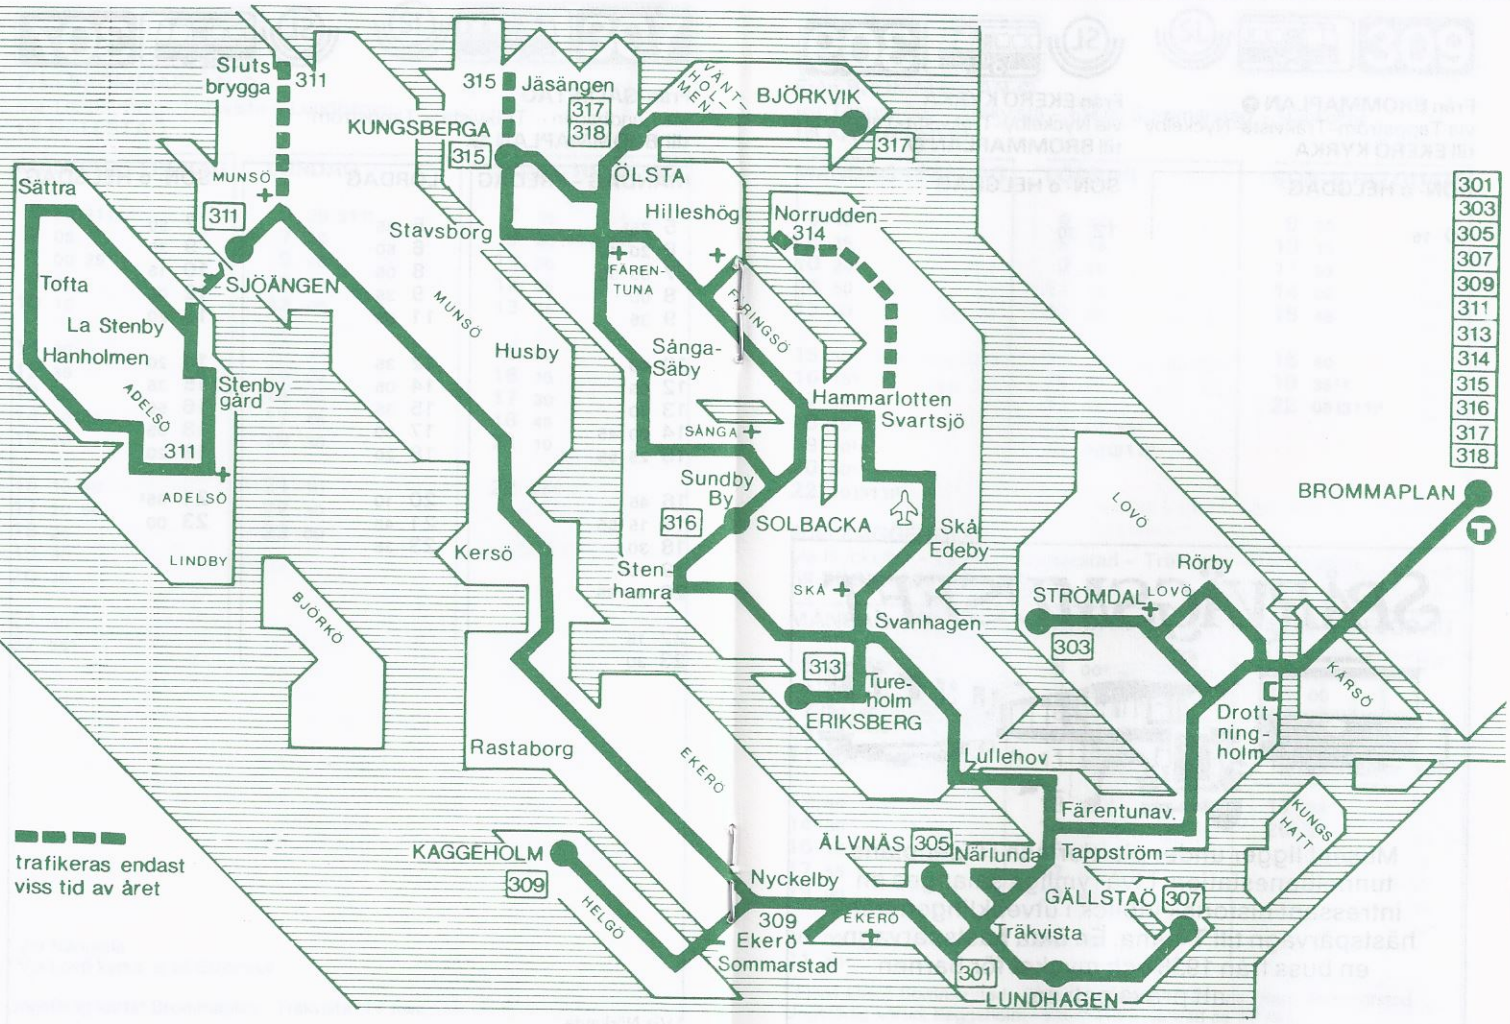 Sluts
brygga
311
315
Jäsängen
317
318
VÄNT-
HOL-
MEN
BJÖRKVIK
317
KUNGSBERGA
315
ÖLSTA
MUNSÖ
311
Sättra
Stavsborg
Hilleshög
Norrudden
314
FÄREN-
TUNA
SJÖÄNGEN
Tofta
MUNSÖ
FÄRINGSÖ
La Stenby
Hanholmen
Husby
Sånga-
Säby
Stenby
gård
ADELSÖ
Hammarlotten
Svartsjö
311
SÅNGA
ADELSÖ
Sundby
By
316
SOLBACKA
LINDBY
Kersö
Skå
Edeby
Sten-
hamra
SKÅ
Svanhagen
BJÖRKÖ
313
Ture-
holm
ERIKSBERG
Rastaborg
EKERÖ
Lullehov
301
303
305
307
309
311
313
314
315
316
317
318
BROMMAPLAN
T
LOVÖ
Rörby
STRÖMDAL
LOVÖ
303
KÄRSÖ
Drott-
ning-
holm
KUNGS
HATT
Färentunav.
Tappström
ÄLVNÄS
305
Närlunda
GÄLLSTAÖ
307
trafikeras endast
viss tid av året
KAGGEHOLM
309
HELGÖ
Nyckelby
309
Ekerö
Sommarstad
EKERÖ
Träkvista
301
LUNDHAGEN